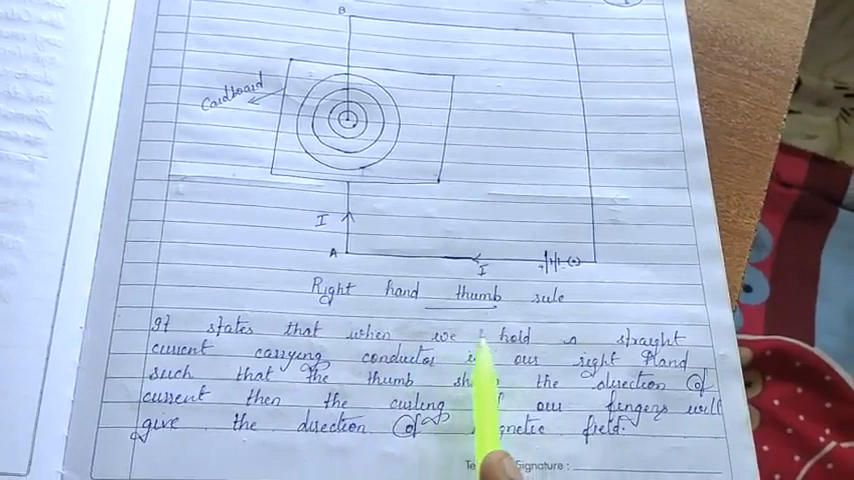 B
Cardboard
I
A
I
Right hand thumb rule
It states that when we hold a straight
current carrying conductor our right Hand
such that the thumb the direction of
current then the curling of our fingers will
give the direction of field.
Signature :